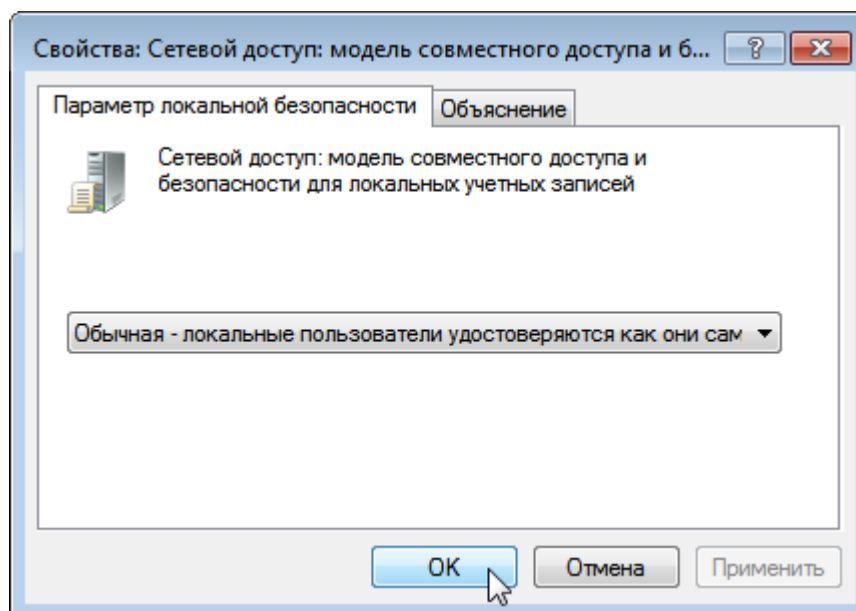 Свойства: Сетевой доступ: модель совместного доступа и б...
Параметр локальной безопасности
Объяснение
Сетевой доступ: модель совместного доступа и
безопасности для локальных учетных записей
Обычная - локальные пользователи удостоверяются как они сам
OK
Отмена
Применить